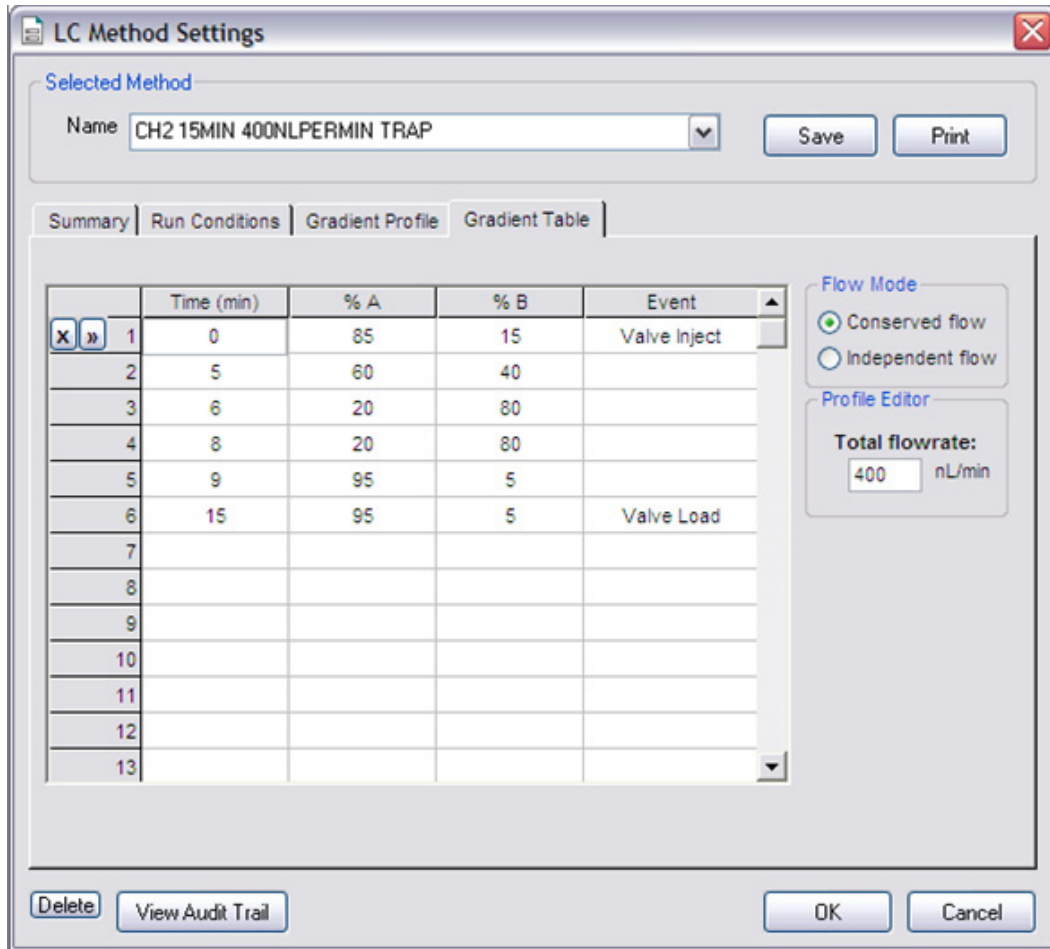 LC Method Settings
Selected Method
Name CH2 15MIN 400NLPERMIN TRAP Save Print
Summary Run Conditions Gradient Profile Gradient Table
Time (min) % A % B Event
x » 1 0 85 15 Valve Inject
2 5 60 40
3 6 20 80
4 8 20 80
5 9 95 5
6 15 95 5 Valve Load
7
8
9
10
11
12
13
Flow Mode
Conserved flow
Independent flow
Profile Editor
Total flowrate:
400 nL/min
Delete View Audit Trail OK Cancel